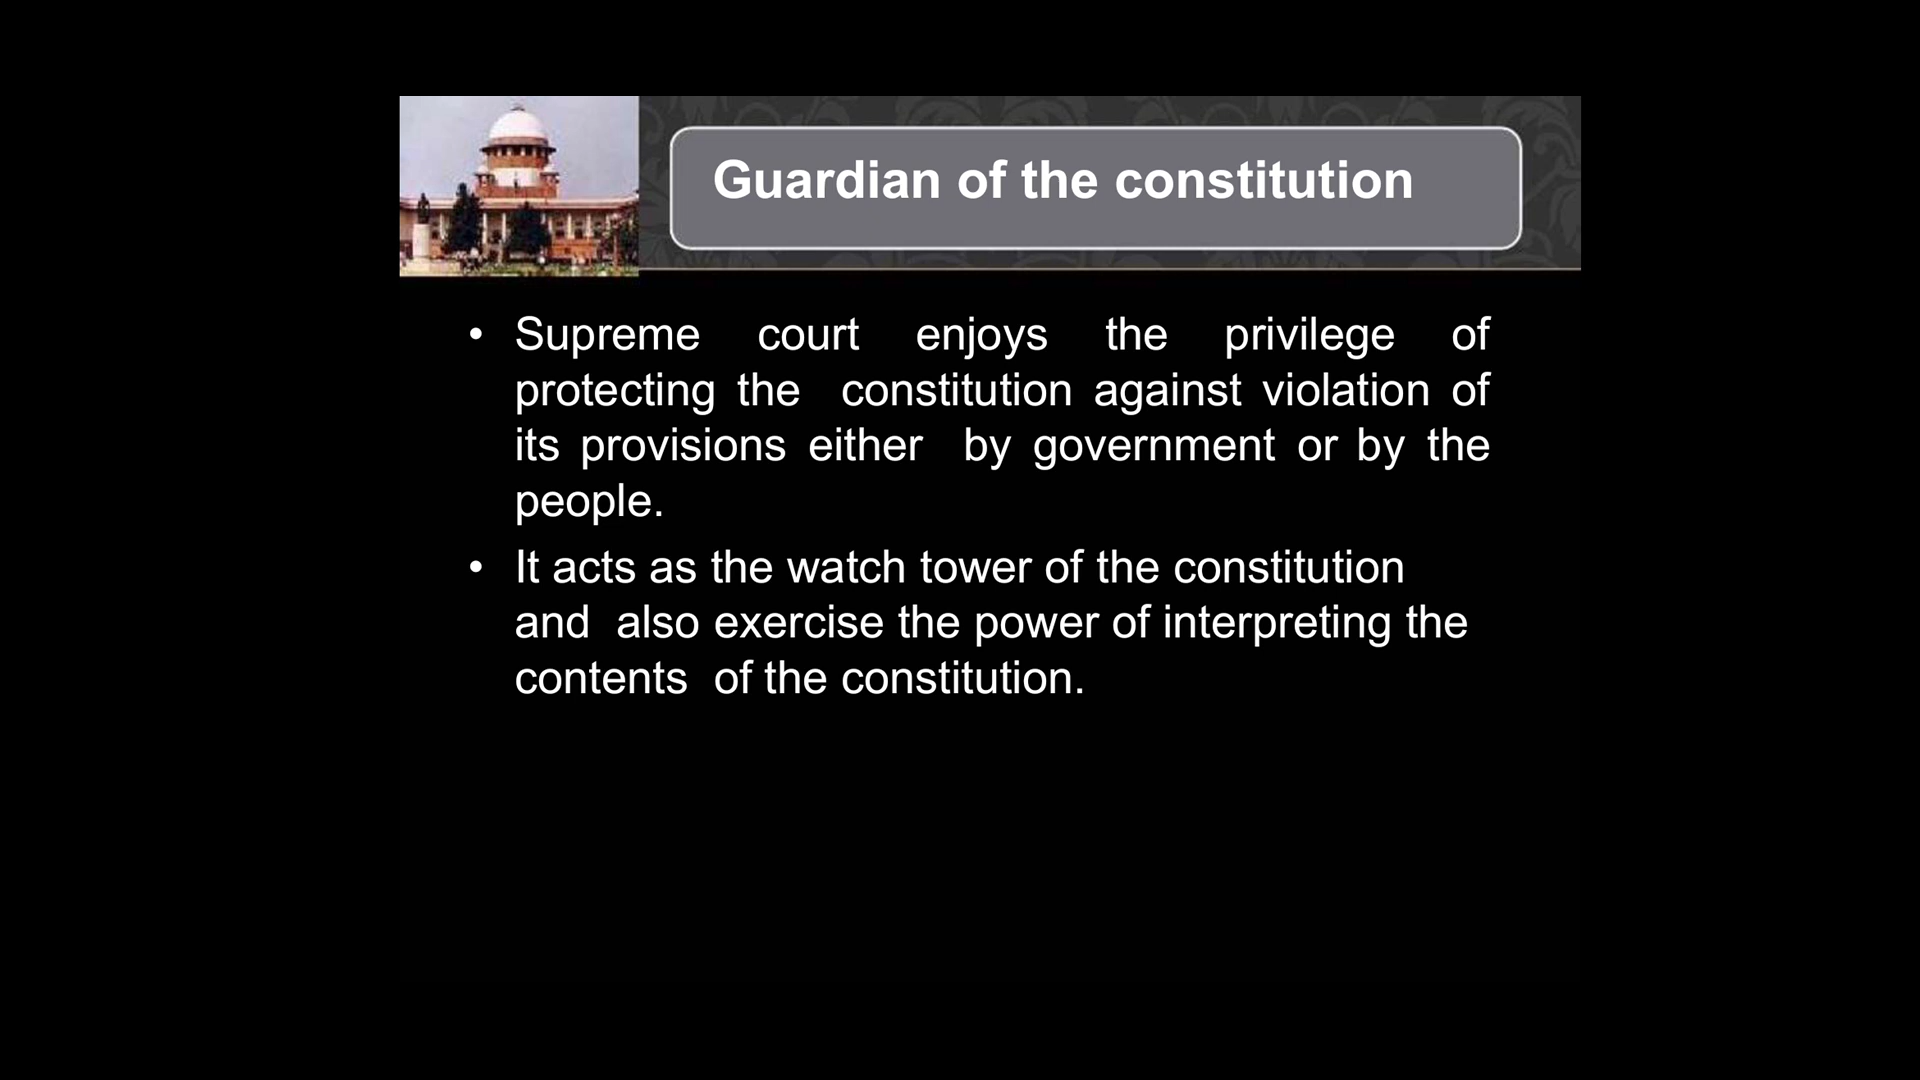 Guardian of the constitution
• Supreme court enjoys the privilege of
protecting the constitution against violation of
its provisions either by government or by the
people.
• It acts as the watch tower of the constitution
and also exercise the power of interpreting the
contents of the constitution.